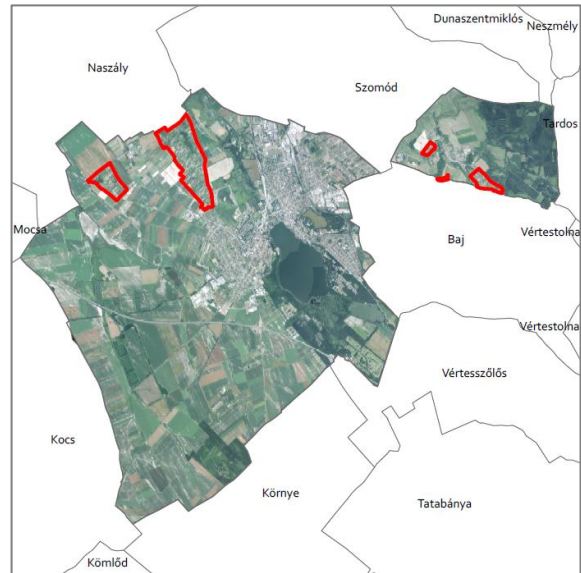 Dunaszentmiklós
Neszmély
Naszály
Szomód
Tardos
Mocsa
Baj
Vértestolna
Vértestolna
Vértesszőlős
Kocs
Környe
Tatabánya
Kömlőd